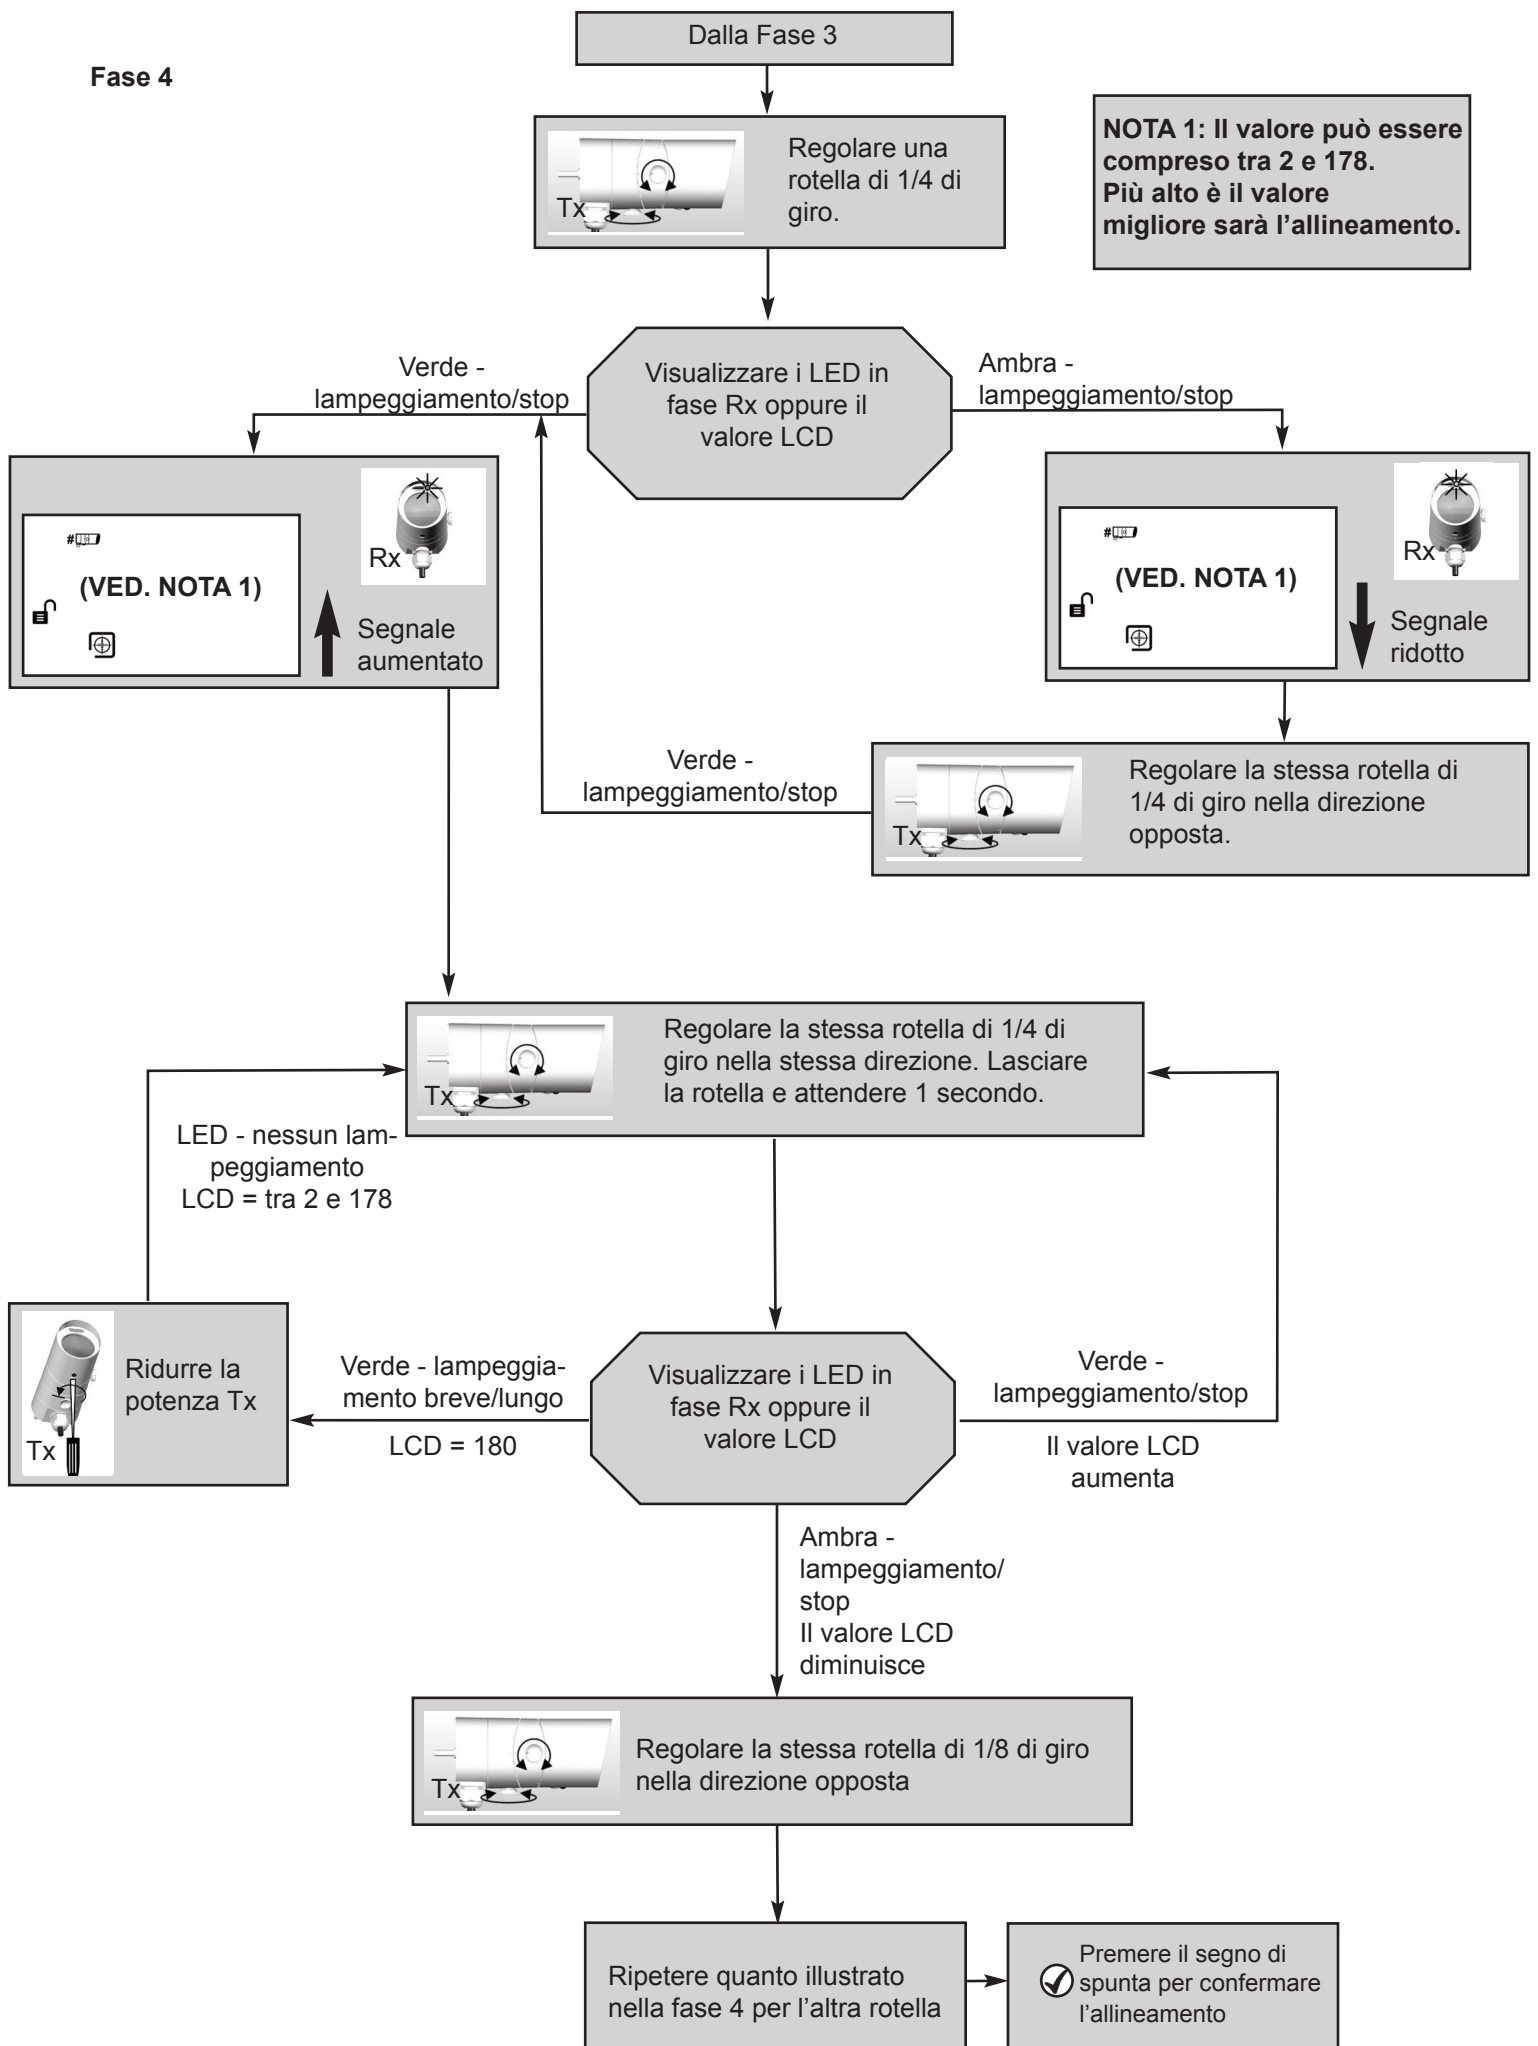 Dalla Fase 3
Fase 4
Tx
Regolare una
rotella di 1/4 di
giro.
NOTA 1: Il valore può essere
compreso tra 2 e 178.
Più alto è il valore
migliore sarà l'allineamento.
Verde -
lampeggiamento/stop
Visualizzare i LED in
fase Rx oppure il
valore LCD
Ambra -
lampeggiamento/stop
#
(VED. NOTA 1)
Rx
Segnale
aumentato
#
(VED. NOTA 1)
Rx
Segnale
ridotto
Verde -
lampeggiamento/stop
Tx
Regolare la stessa rotella di
1/4 di giro nella direzione
opposta.
Tx
Regolare la stessa rotella di 1/4 di
giro nella stessa direzione. Lasciare
la rotella e attendere 1 secondo.
LED - nessun lam-
peggiamento
LCD = tra 2 e 178
Tx
Ridurre la
potenza Tx
Verde - lampeggia-
mento breve/lungo
LCD = 180
Visualizzare i LED in
fase Rx oppure il
valore LCD
Verde -
lampeggiamento/stop
Il valore LCD
aumenta
Ambra -
lampeggiamento/
stop
Il valore LCD
diminuisce
Tx
Regolare la stessa rotella di 1/8 di giro
nella direzione opposta
Ripetere quanto illustrato
nella fase 4 per l'altra rotella
Premere il segno di
spunta per confermare
l'allineamento